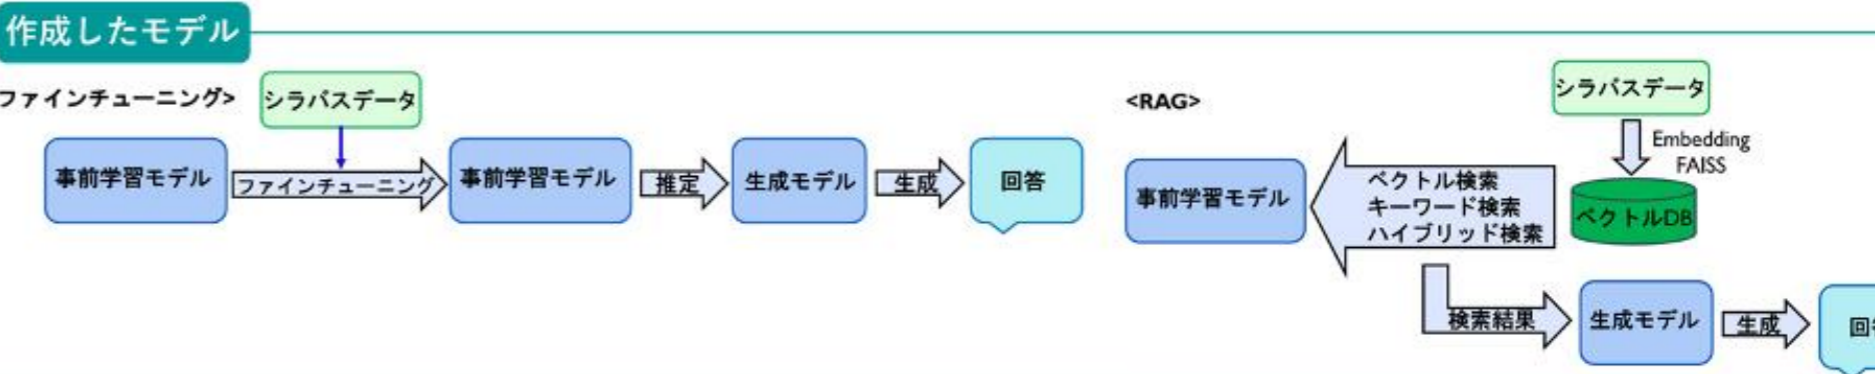 作成したモデル
ファインチューニング>
シラバスデータ
事前学習モデル
ファインチューニング
事前学習モデル
推定
生成モデル
生成
回答
<RAG>
シラバスデータ
Embedding
FAISS
ベクトルDB
ベクトル検索
キーワード検索
ハイブリッド検索
事前学習モデル
検索結果
生成モデル
生成
回